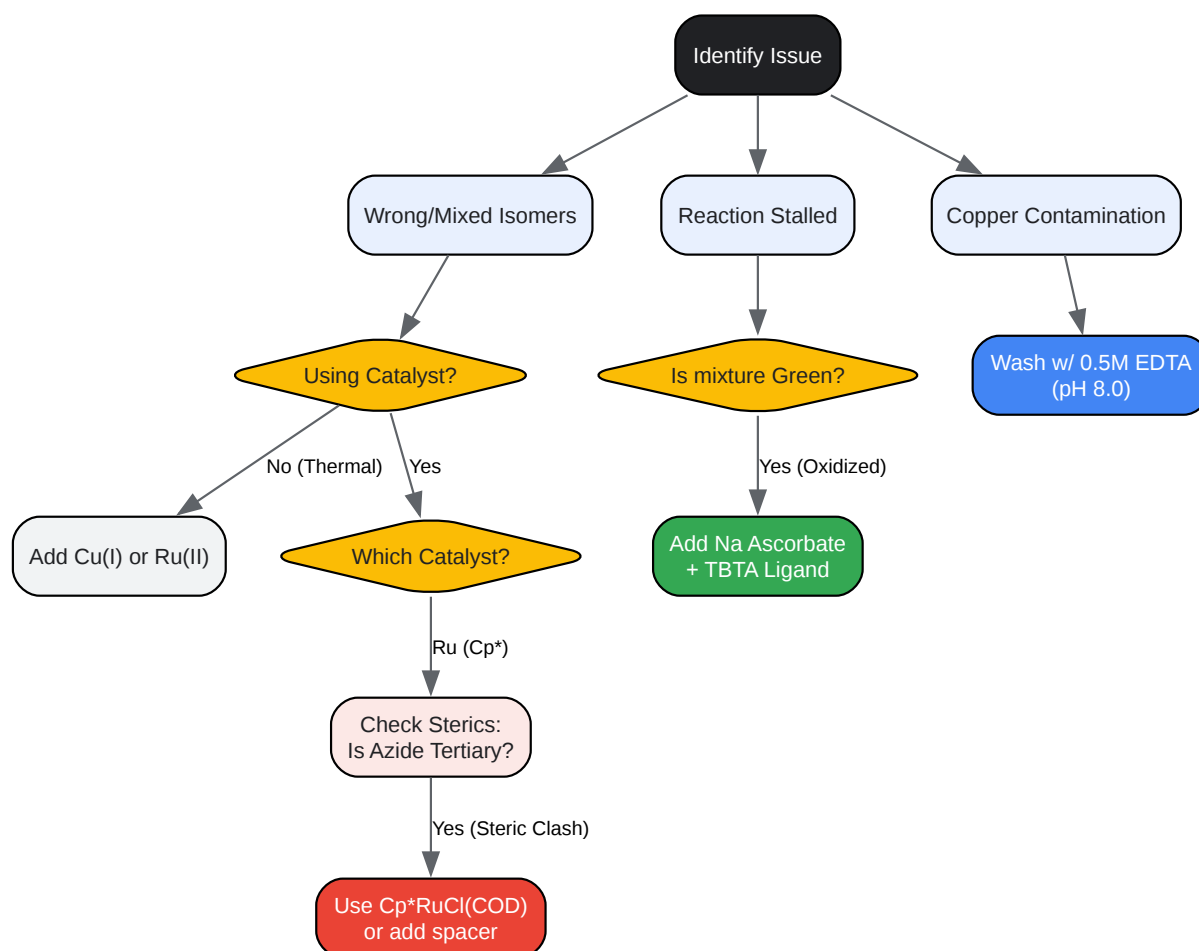 Identify Issue
Wrong/Mixed Isomers
Reaction Stalled
Copper Contamination
Using Catalyst?
Is mixture Green?
Wash w/ 0.5M EDTA
(pH 8.0)
No (Thermal)
Yes
Yes (Oxidized)
Add Cu(I) or Ru(II)
Which Catalyst?
Add Na Ascorbate
+ TBTA Ligand
Ru (Cp*)
Check Sterics:
Is Azide Tertiary?
Yes (Steric Clash)
Use Cp*RuCl(COD)
or add spacer